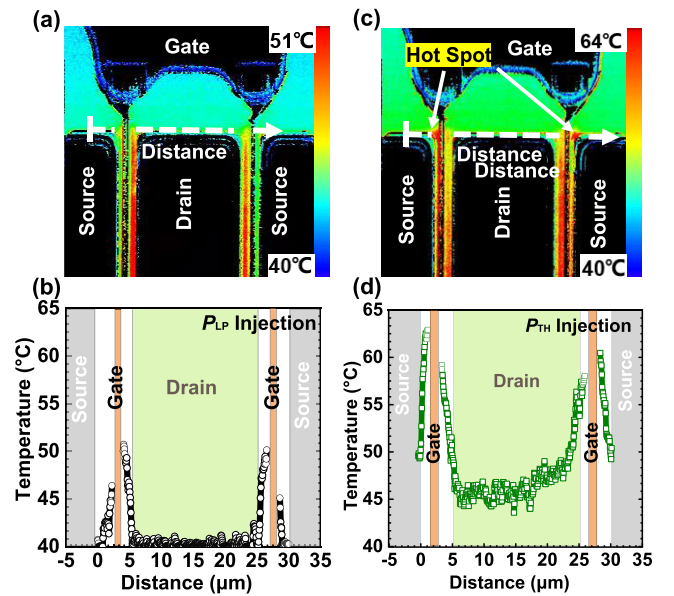 (a)
51℃
Gate
Distance
Source
Drain
Source
40℃
(c)
64℃
Gate
Hot Spot
Distance
Distance
Source
Drain
Source
40℃
(b)
PLP Injection
Source
Gate
Drain
Gate
Source
Temperature (°C)
65
60
55
50
45
40
-5 0 5 10 15 20 25 30 35
Distance (μm)
(d)
PTH Injection
Source
Gate
Drain
Gate
Source
Temperature (°C)
65
60
55
50
45
40
-5 0 5 10 15 20 25 30 35
Distance (μm)